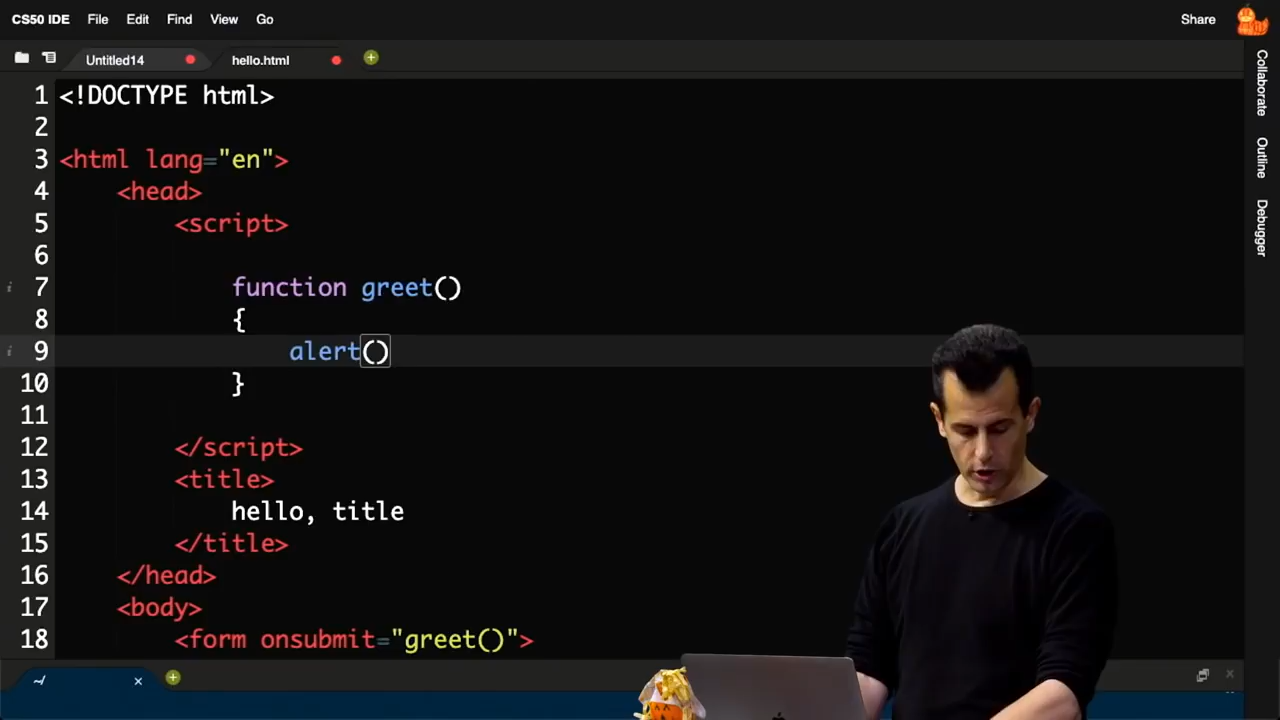 CS50 IDE File Edit Find View Go Share
Untitled14 hello.html
Collaborate
Outline
Debugger
1 <!DOCTYPE html>
2
3 <html lang="en">
4 <head>
5 <script>
6
7 function greet()
8 {
9 alert()
10 }
11
12 </script>
13 <title>
14 hello, title
15 </title>
16 </head>
17 <body>
18 <form onsubmit="greet()">
~/